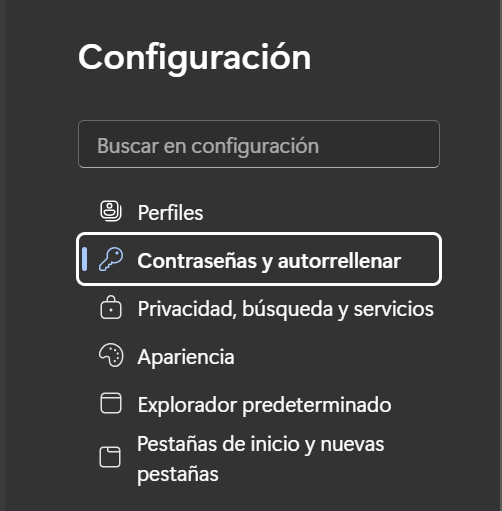 Configuración
Buscar en configuración
Perfiles
Contraseñas y autorrellenar
Privacidad, búsqueda y servicios
Apariencia
Explorador predeterminado
Pestañas de inicio y nuevas
pestañas